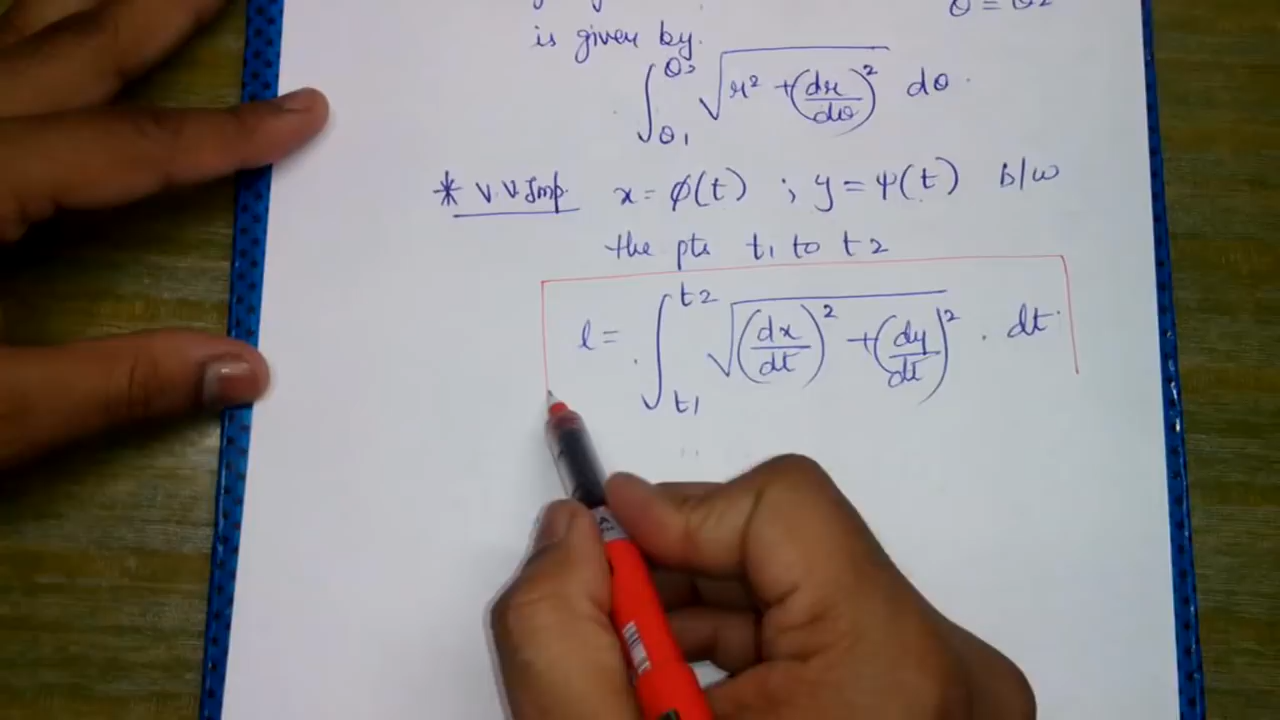 θ = θ2
is given by.
∫θ1^θ2 √(r² + (dr/dθ)²) dθ.
* V.V Imp. x = φ(t) ; y = ψ(t) b/w
the pts t1 to t2
l = ∫t1^t2 √((dx/dt)² + (dy/dt)²) . dt.